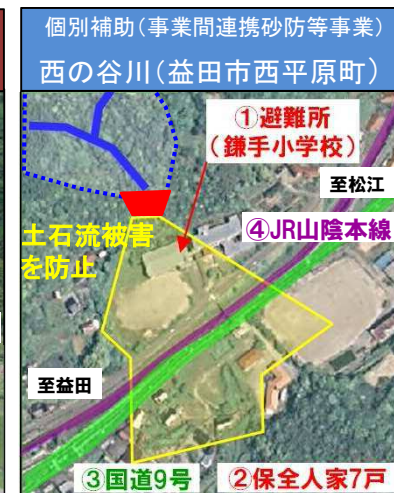 個別補助(事業間連携砂防等事業)
西の谷川(益田市西平原町)
①避難所
(鎌手小学校)
至松江
④JR山陰本線
土石流被害
を防止
至益田
③国道9号
②保全人家7戸